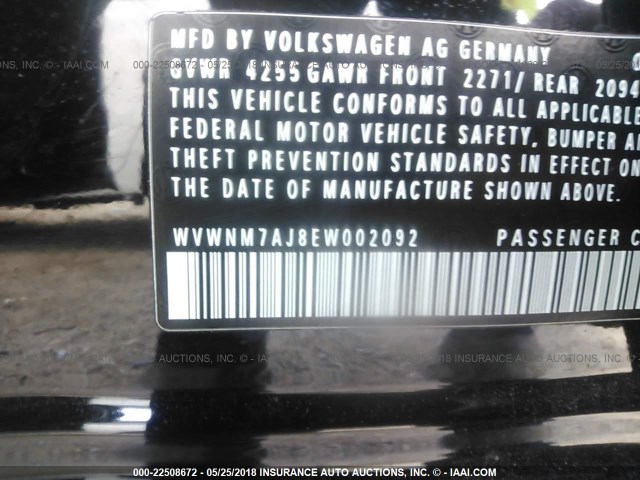 MFD BY VOLKSWAGEN AG GERMANY
GVWR 4255 GAWR FRONT 2271/ REAR 2094
THIS VEHICLE CONFORMS TO ALL APPLICABLE
FEDERAL MOTOR VEHICLE SAFETY, BUMPER A
THEFT PREVENTION STANDARDS IN EFFECT ON
THE DATE OF MANUFACTURE SHOWN ABOVE.
WVWNM7AJ8EW002092 PASSENGER C
000-22508672 - 05/25/2018 INSURANCE AUTO AUCTIONS, INC. © - IAAI.COM